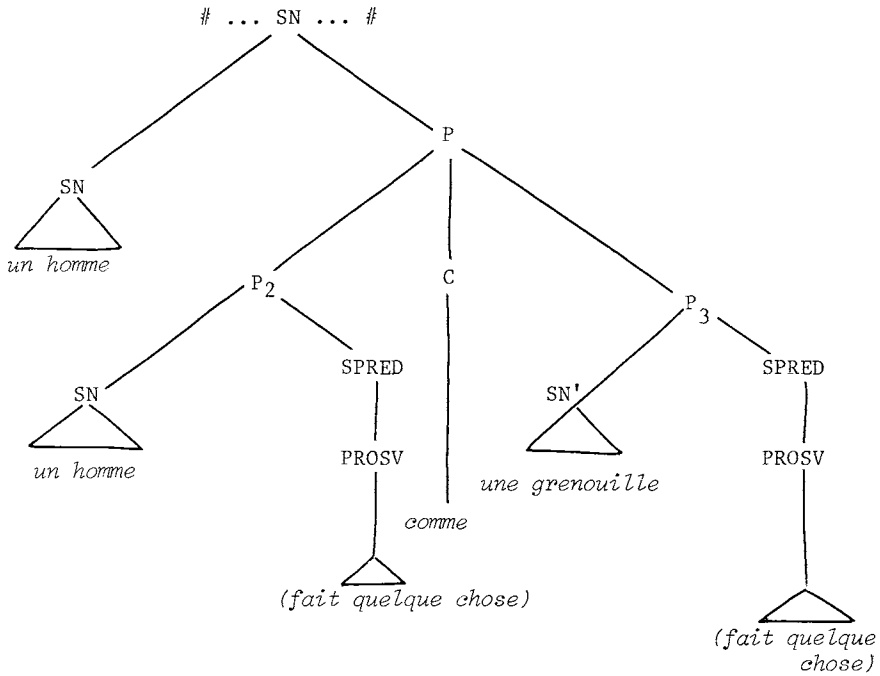 # ... SN ... #
P
SN
un homme
P2
C
P3
SPRED
SPRED
SN
SN'
PROSV
PROSV
un homme
une grenouille
comme
(fait quelque chose)
(fait quelque
chose)